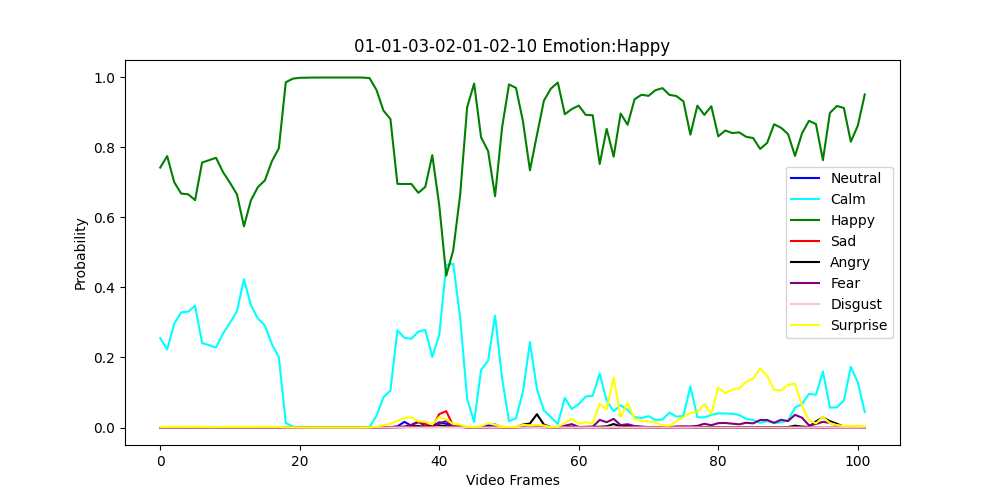 01-01-03-02-01-02-10 Emotion:Happy
1.0
0.8
0.6
0.4
0.2
0.0
Probability
Neutral
Calm
Happy
Sad
Angry
Fear
Disgust
Surprise
0 20 40 60 80 100
Video Frames